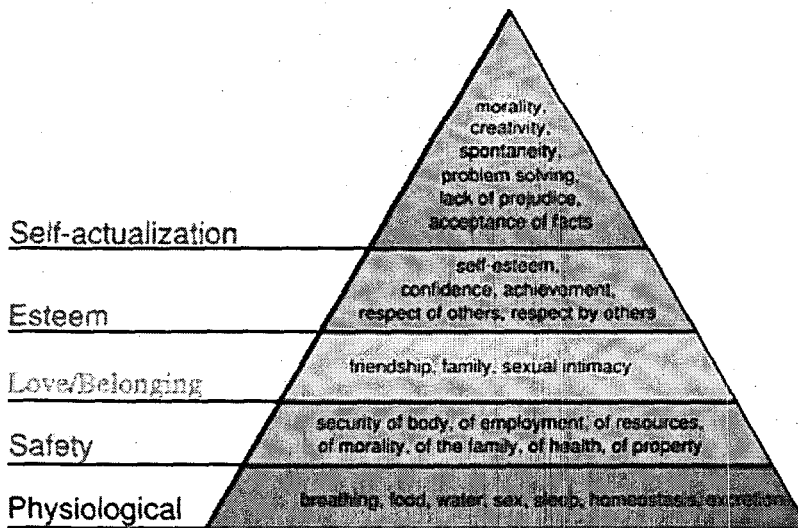 morality,
creativity,
spontaneity,
problem solving,
lack of prejudice,
acceptance of facts
Self-actualization
self-esteem,
confidence, achievement,
respect of others, respect by others
Esteem
friendship, family, sexual intimacy
Love/Belonging
security of body, of employment, of resources,
of morality, of the family, of health, of property
Safety
breathing, food, water, sex, sleep, homeostasis, excretion
Physiological